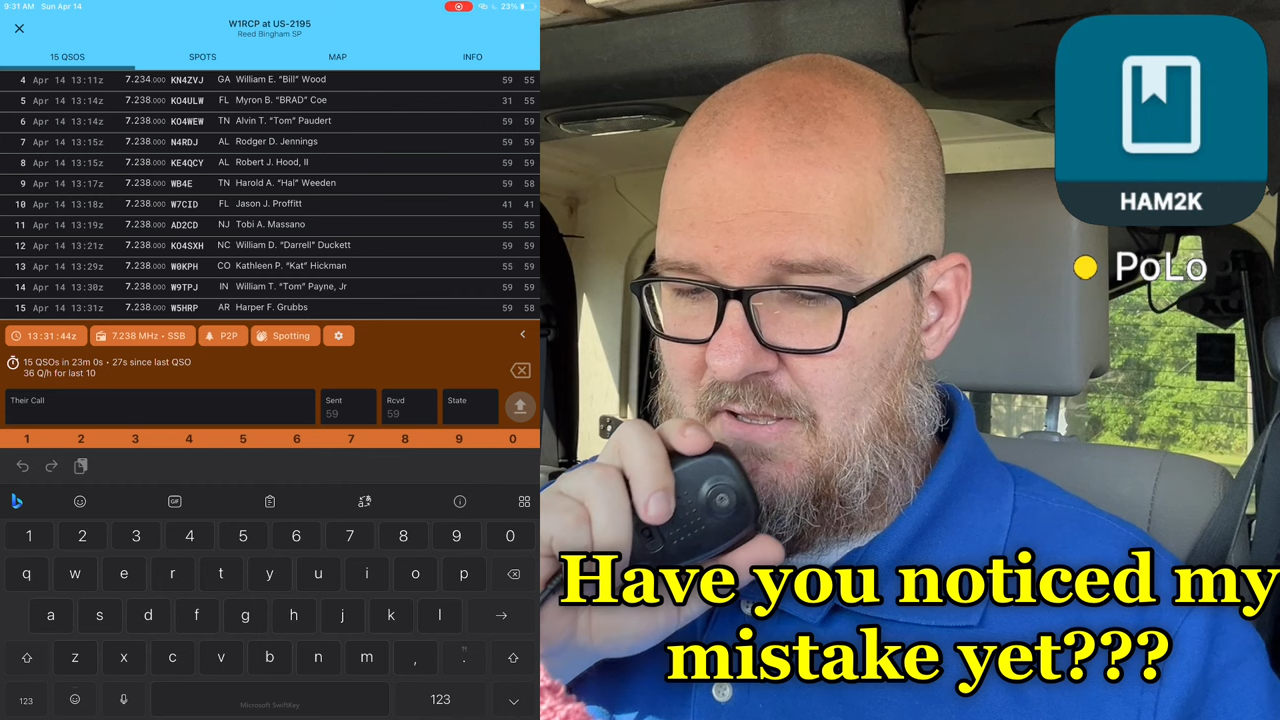 9:31 AM Sun Apr 14
23%
W1RCP at US-2195
Reed Bingham SP
15 QSOS SPOTS MAP INFO
4 Apr 14 13:11z 7.234.000 KN4ZVJ GA William E. “Bill” Wood 59 55
5 Apr 14 13:14z 7.238.000 KO4ULW FL Myron B. “BRAD” Coe 31 55
6 Apr 14 13:14z 7.238.000 KO4WEW TN Alvin T. “Tom” Paudert 59 59
7 Apr 14 13:15z 7.238.000 N4RDJ AL Rodger D. Jennings 59 59
8 Apr 14 13:15z 7.238.000 KE4QCY AL Robert J. Hood, II 59 59
9 Apr 14 13:17z 7.238.000 WB4E TN Harold A. “Hal” Weeden 59 58
10 Apr 14 13:18z 7.238.000 W7CID FL Jason J. Proffitt 41 41
11 Apr 14 13:19z 7.238.000 AD2CD NJ Tobi A. Massano 55 55
12 Apr 14 13:21z 7.238.000 KO4SXH NC William D. “Darrell” Duckett 59 59
13 Apr 14 13:29z 7.238.000 W0KPH CO Kathleen P. “Kat” Hickman 55 59
14 Apr 14 13:30z 7.238.000 W9TPJ IN William T. “Tom” Payne, Jr 59 59
15 Apr 14 13:31z 7.238.000 W5HRP AR Harper F. Grubbs 59 58
13:31:44z 7.238 MHz • SSB P2P Spotting
15 QSOs in 23m 0s • 27s since last QSO
36 Q/h for last 10
Their Call Sent Rcvd State
59 59
1 2 3 4 5 6 7 8 9 0
GIF
1 2 3 4 5 6 7 8 9 0
q w e r t y u i o p
a s d f g h j k l
z x c v b n m , .
123 Microsoft SwiftKey 123
HAM2K
PoLo
Have you noticed my
mistake yet???